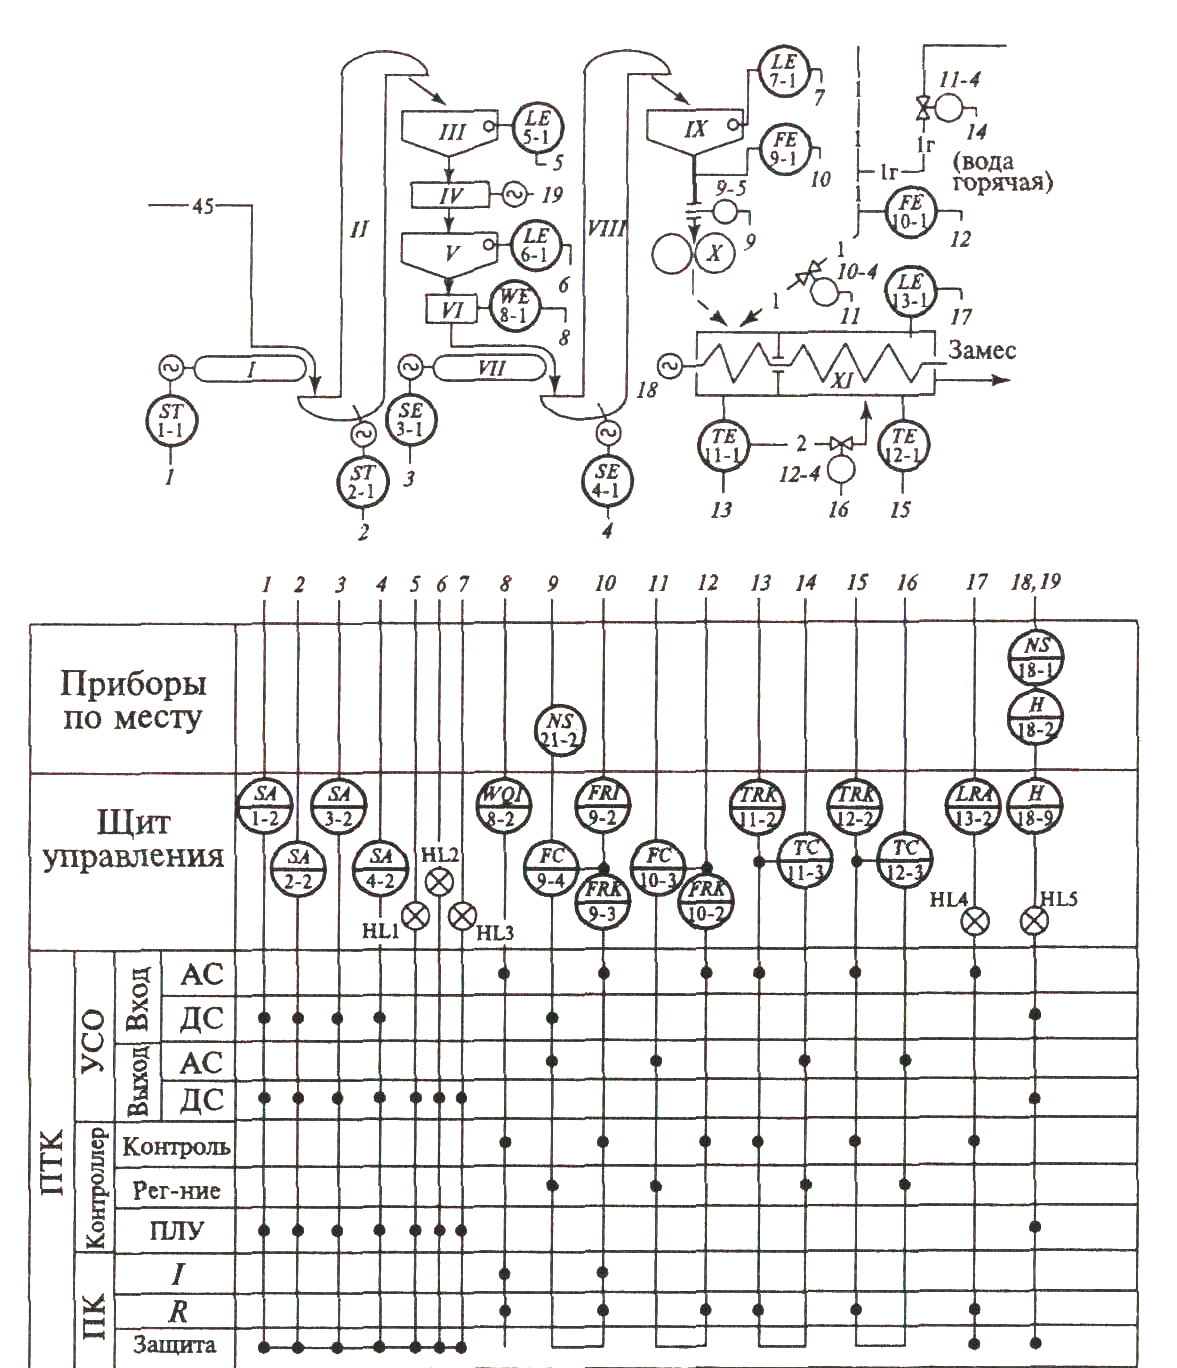 LE
7-1
7
11-4
14
1
1
1
1г
1г
(вода
горячая)
III
LE
5-1
5
IX
FE
9-1
10
IV
19
9-5
9
45
II
VIII
V
LE
6-1
6
X
FE
10-1
12
1
10-4
11
1
LE
13-1
17
VI
WE
8-1
8
Замес
I
VII
18
XI
ST
1-1
1
SE
3-1
3
TE
11-1
13
2
12-4
16
TE
12-1
15
ST
2-1
2
SE
4-1
4
1 2 3 4 5 6 7 8 9 10 11 12 13 14 15 16 17 18,19
Приборы
по месту
NS
21-2
NS
18-1
H
18-2
Щит
управления
SA
1-2
SA
3-2
WQI
8-2
FRI
9-2
TRK
11-2
TRK
12-2
LRA
13-2
H
18-9
SA
2-2
SA
4-2
HL2
FC
9-4
FC
10-3
TC
11-3
TC
12-3
FRK
9-3
FRK
10-2
HL1
HL3
HL4
HL5
ПТК
УСО
Вход
АС
ДС
Выход
АС
ДС
Контроллер
Контроль
Рег-ние
ПЛУ
ПК
I
R
Защита